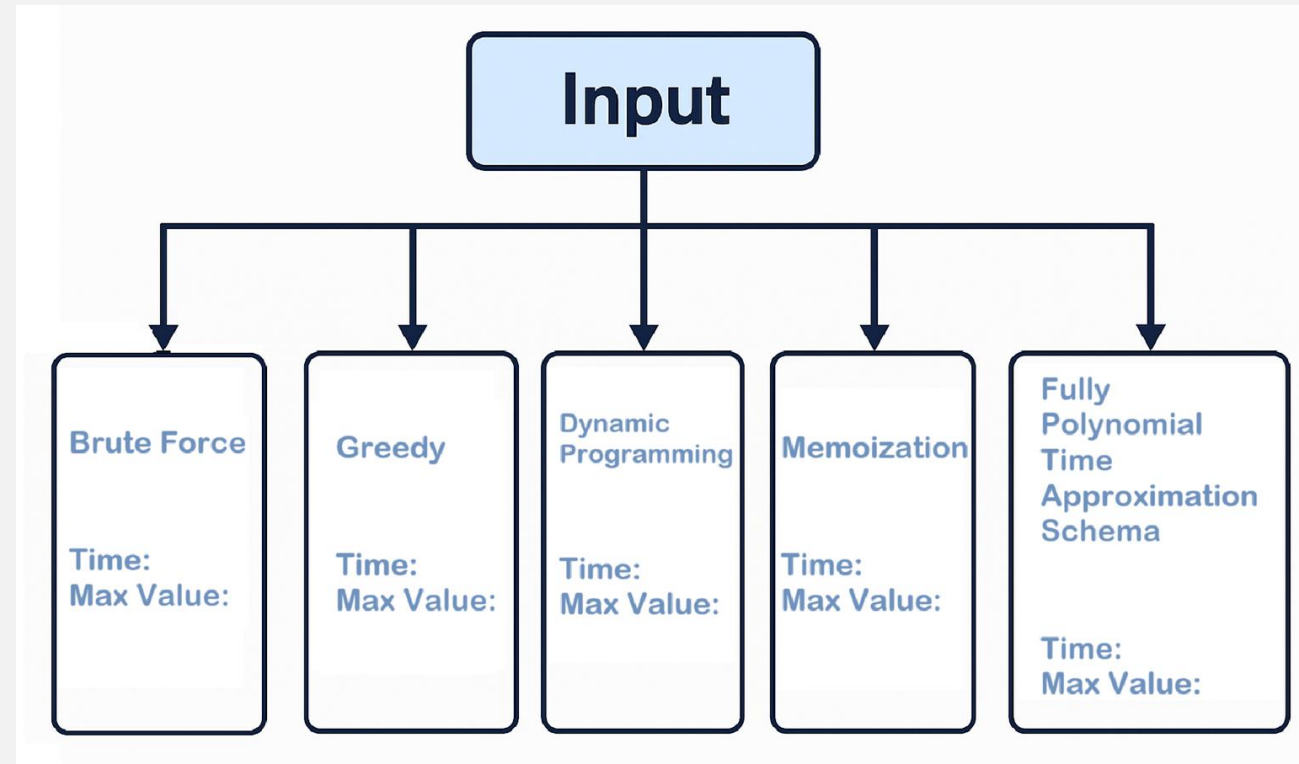 Input
Brute Force
Time:
Max Value:
Greedy
Time:
Max Value:
Dynamic
Programming
Time:
Max Value:
Memoization
Time:
Max Value:
Fully
Polynomial
Time
Approximation
Schema
Time:
Max Value: